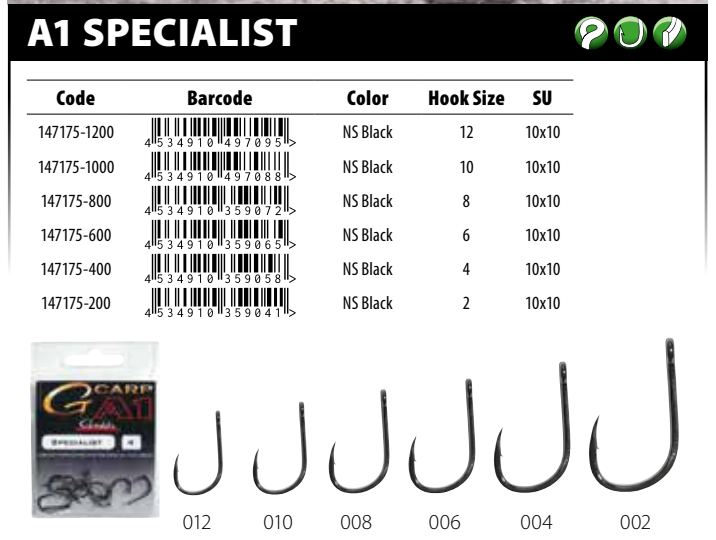 A1 SPECIALIST
Code Barcode Color Hook Size SU
147175-1200 4 534910 497095 > NS Black 12 10x10
147175-1000 4 534910 497088 > NS Black 10 10x10
147175-800 4 534910 359072 > NS Black 8 10x10
147175-600 4 534910 359065 > NS Black 6 10x10
147175-400 4 534910 359058 > NS Black 4 10x10
147175-200 4 534910 359041 > NS Black 2 10x10
G CARP
A1
SPECIALIST 4
012 010 008 006 004 002